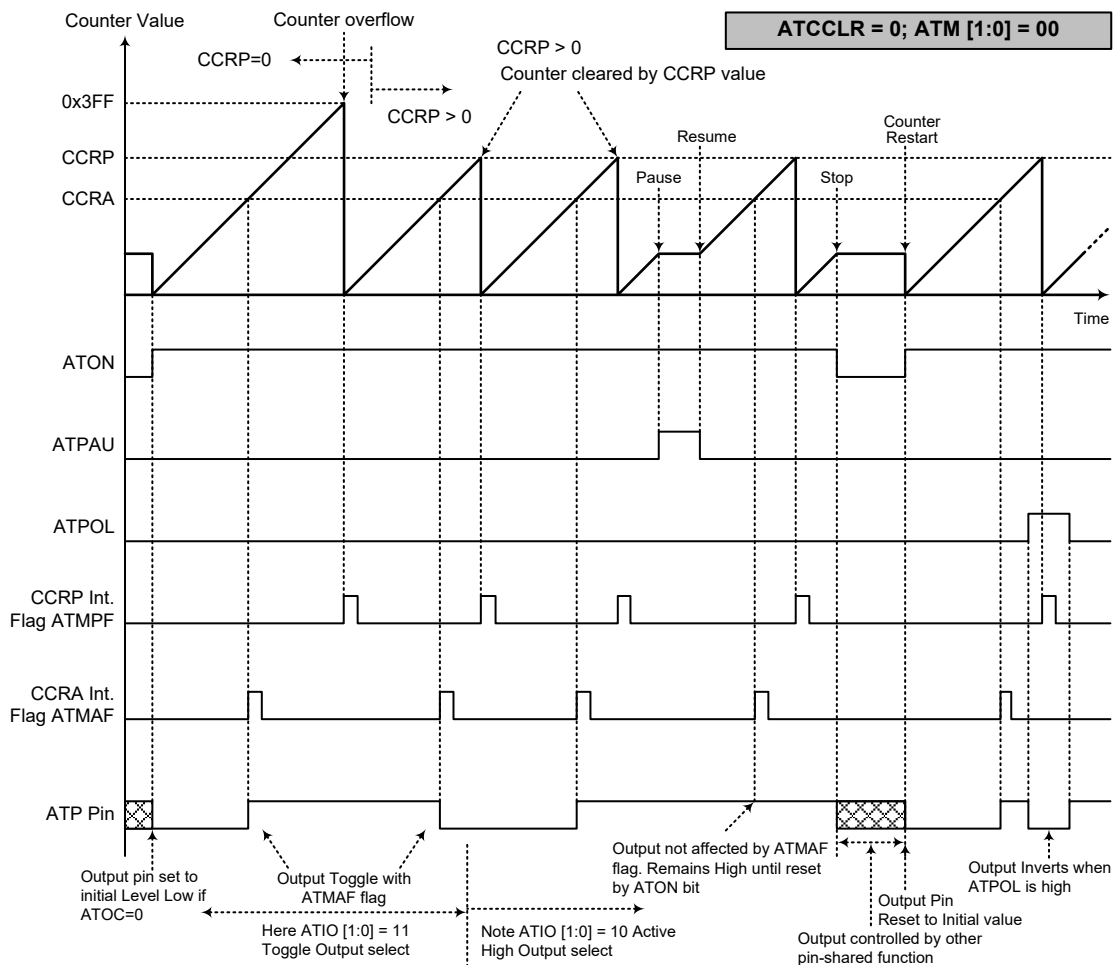 Counter Value
Counter overflow
ATCCLR = 0; ATM [1:0] = 00
CCRP=0
CCRP > 0
CCRP > 0
Counter cleared by CCRP value
0x3FF
CCRP
CCRA
Pause
Resume
Stop
Counter
Restart
Time
ATON
ATPAU
ATPOL
CCRP Int.
Flag ATMPF
CCRA Int.
Flag ATMAF
ATP Pin
Output pin set to
initial Level Low if
ATOC=0
Output Toggle with
ATMAF flag
Here ATIO [1:0] = 11
Toggle Output select
Note ATIO [1:0] = 10 Active
High Output select
Output not affected by ATMAF
flag. Remains High until reset
by ATON bit
Output Pin
Reset to Initial value
Output controlled by other
pin-shared function
Output Inverts when
ATPOL is high